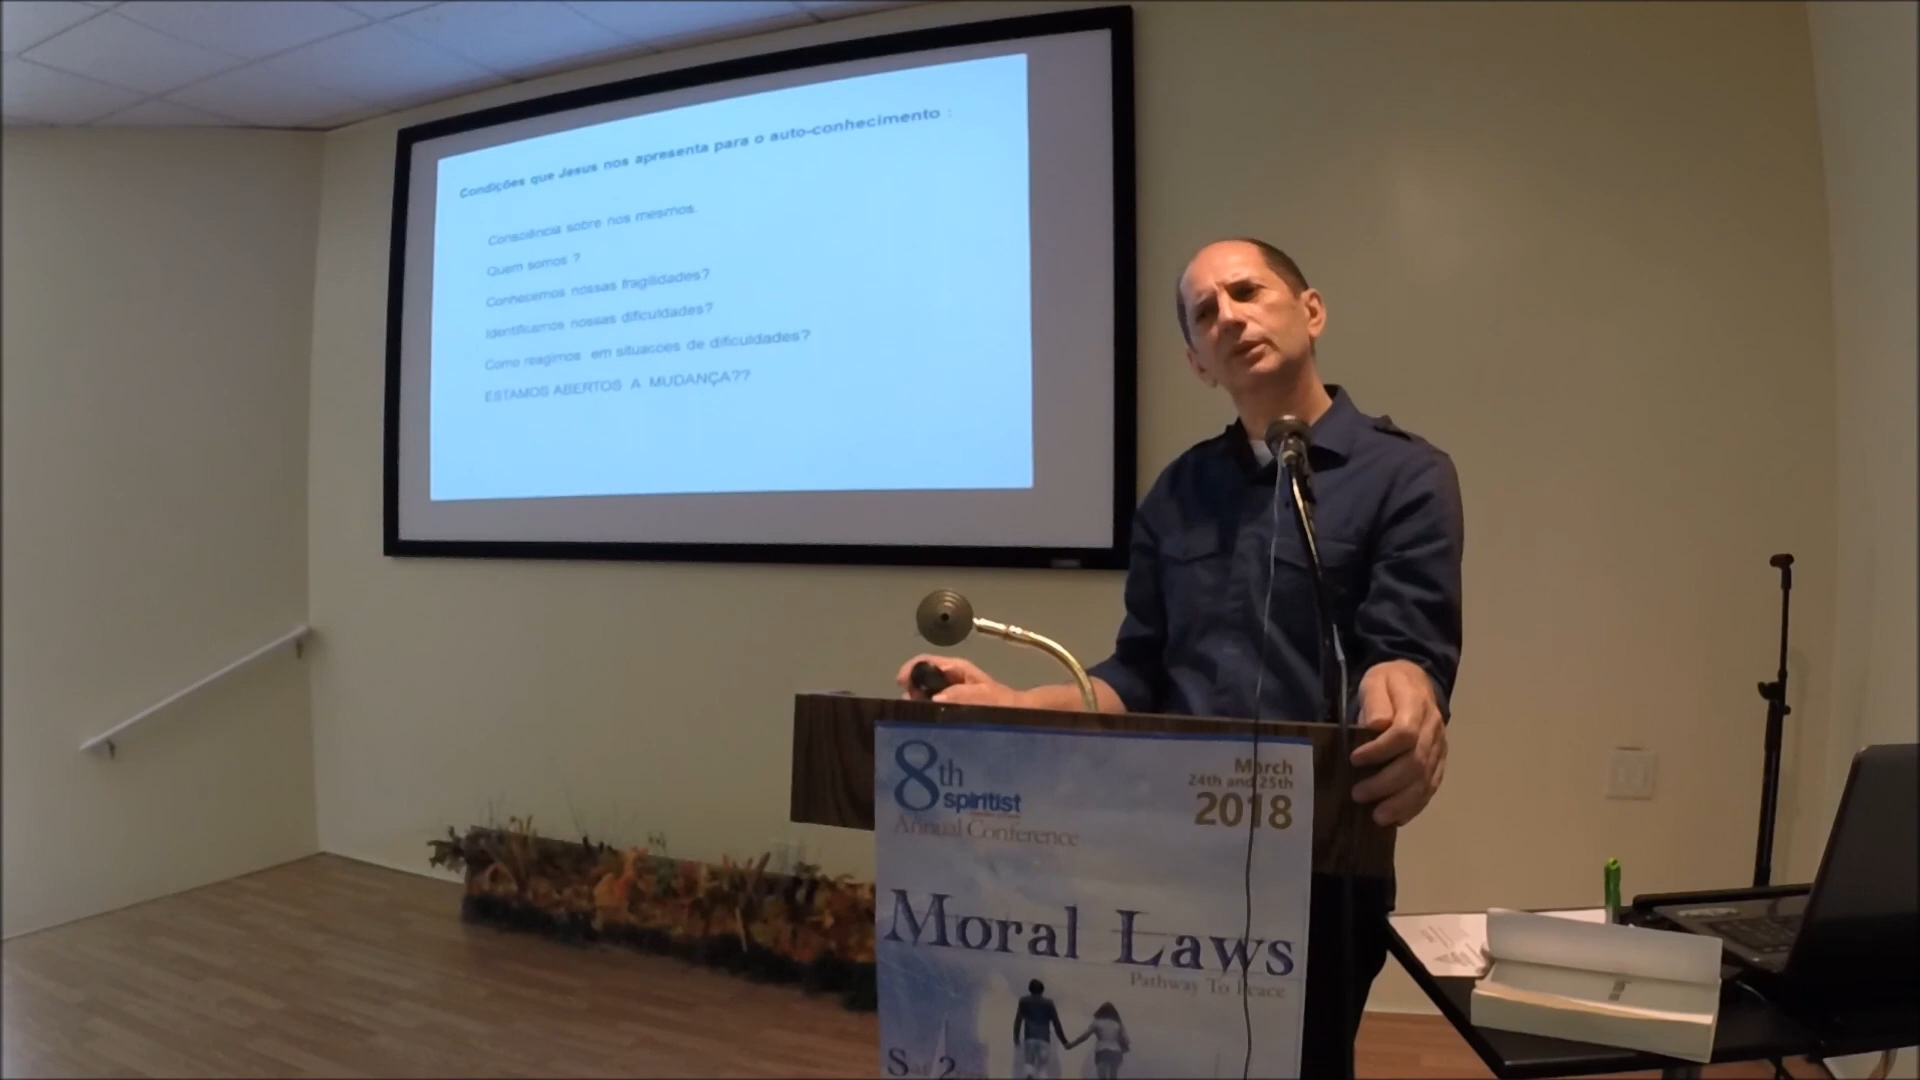 Condições que Jesus nos apresenta para o auto-conhecimento :
Consciência sobre nos mesmos.
Quem somos ?
Conhecemos nossas fragilidades?
Identificamos nossas dificuldades?
Como reagimos em situacoes de dificuldades?
ESTAMOS ABERTOS A MUDANÇA??
8th
spiritist
Annual Conference
March
24th and 25th
2018
Moral Laws
Pathway To Peace
Sat